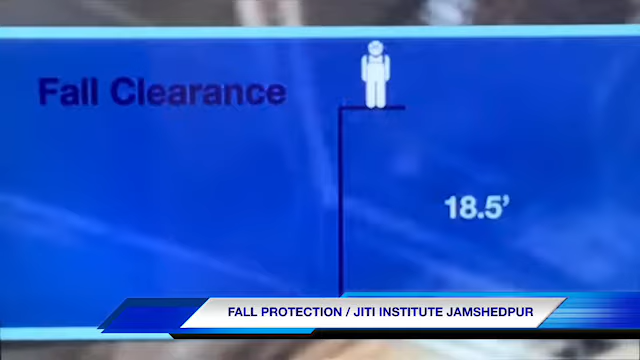 Fall Clearance
18.5’
FALL PROTECTION / JITI INSTITUTE JAMSHEDPUR